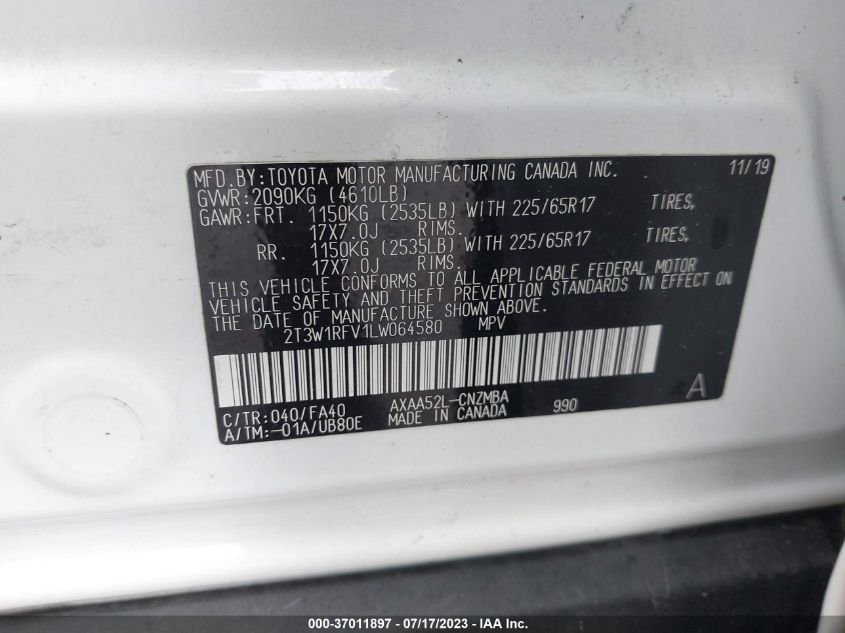 MFD.BY:TOYOTA MOTOR MANUFACTURING CANADA INC. 11/19
GVWR:2090KG (4610LB)
GAWR:FRT. 1150KG (2535LB) WITH 225/65R17 TIRES,
17X7.0J RIMS.
RR. 1150KG (2535LB) WITH 225/65R17 TIRES,
17X7.0J RIMS.
THIS VEHICLE CONFORMS TO ALL APPLICABLE FEDERAL MOTOR
VEHICLE SAFETY AND THEFT PREVENTION STANDARDS IN EFFECT ON
THE DATE OF MANUFACTURE SHOWN ABOVE.
2T3W1RFV1LW064580 MPV
A
C/TR:040/FA40 AXAA52L-CNZMBA 990
A/TM:-01A/UB80E MADE IN CANADA
000-37011897 - 07/17/2023 - IAA Inc.